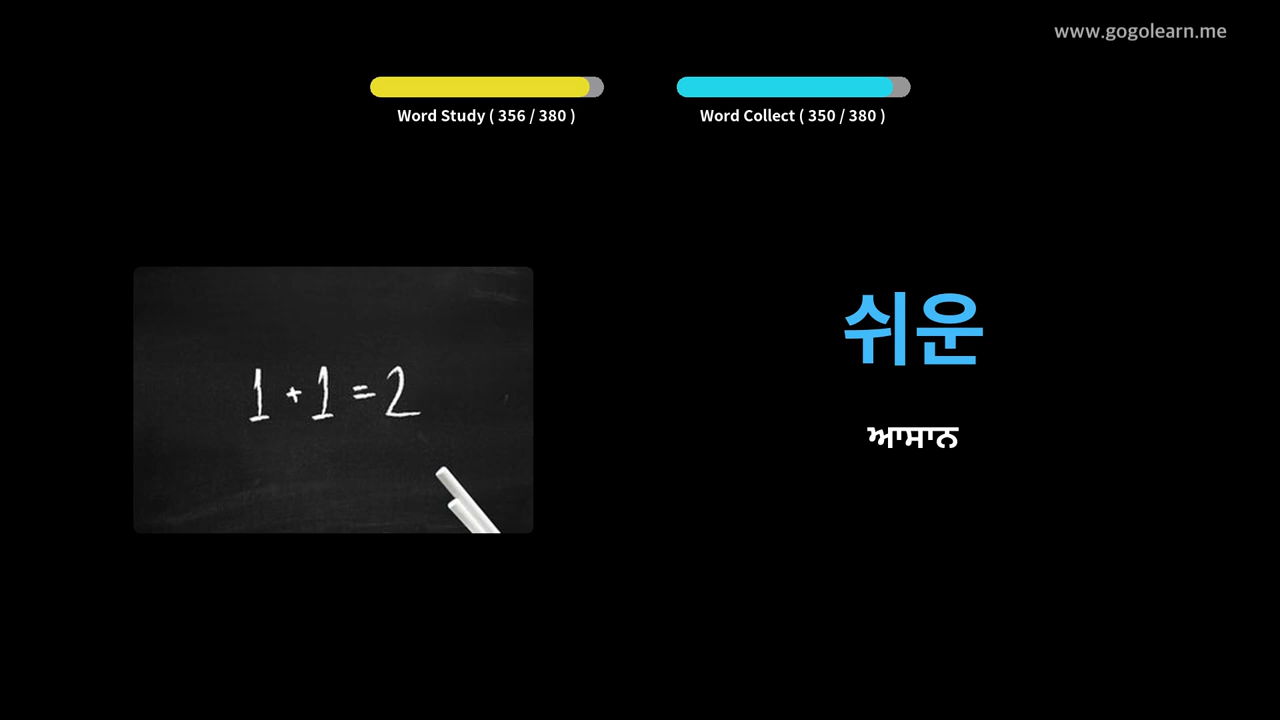 www.gogolearn.me
Word Study ( 356 / 380 )
Word Collect ( 350 / 380 )
1 + 1 = 2
쉬운
ਆਸਾਨ